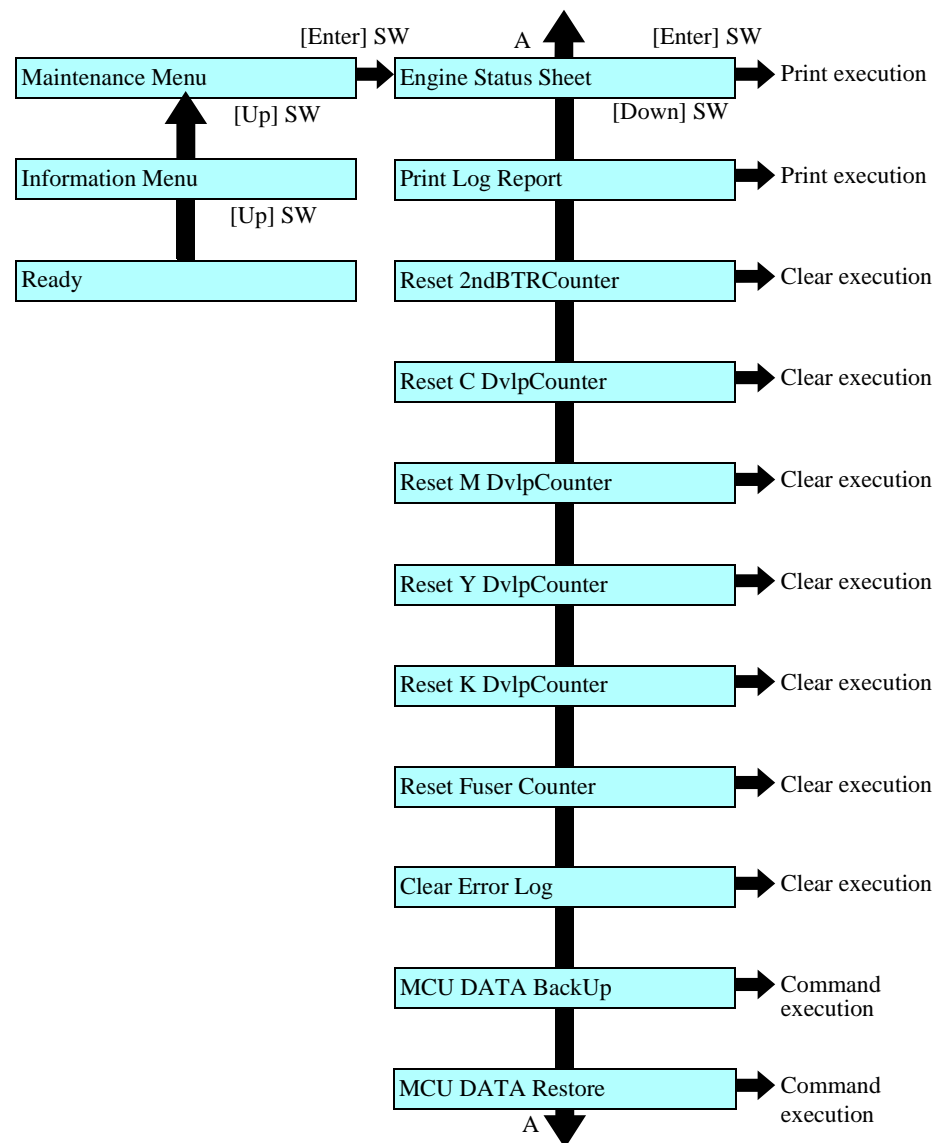 [Enter] SW
A
[Enter] SW
Maintenance Menu
Engine Status Sheet
Print execution
[Up] SW
[Down] SW
Information Menu
Print Log Report
Print execution
[Up] SW
Ready
Reset 2ndBTRCounter
Clear execution
Reset C DvlpCounter
Clear execution
Reset M DvlpCounter
Clear execution
Reset Y DvlpCounter
Clear execution
Reset K DvlpCounter
Clear execution
Reset Fuser Counter
Clear execution
Clear Error Log
Clear execution
MCU DATA BackUp
Command
execution
MCU DATA Restore
Command
execution
A